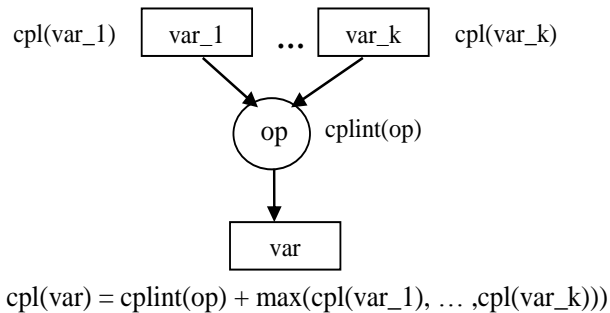 cpl(var_1) var_1 ... var_k cpl(var_k)
op cplint(op)
var
cpl(var) = cplint(op) + max(cpl(var_1), … ,cpl(var_k)))